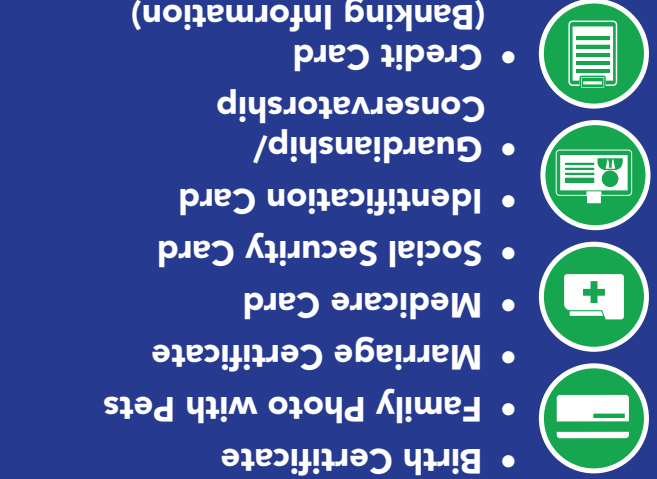 • Birth Certificate
• Family Photo with Pets
• Marriage Certificate
• Medicare Card
• Social Security Card
• Identification Card
• Guardianship/
Conservatorship
• Credit Card
(Banking Information)